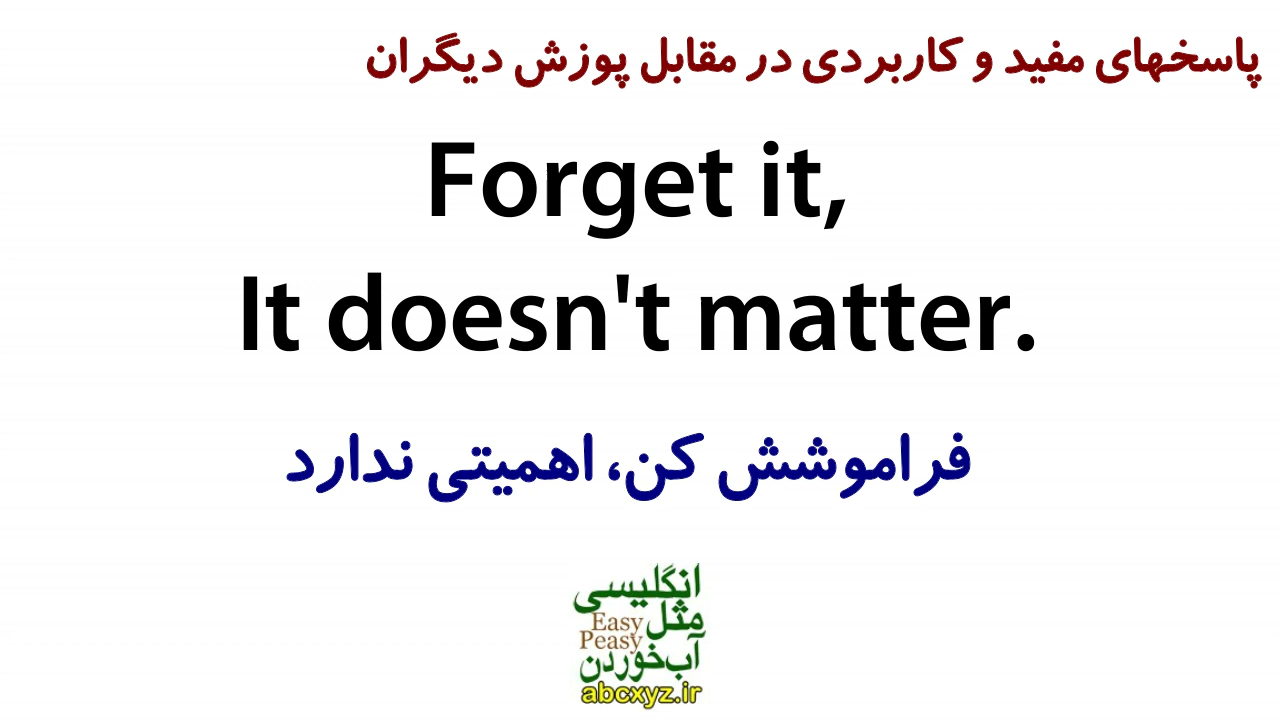 پاسخهای مفید و کاربردی در مقابل پوزش دیگران
Forget it,
It doesn't matter.
فراموشش کن، اهمیتی ندارد
انگلیسی
مثل
Easy
Peasy
آب‌خوردن
abcxyz.ir